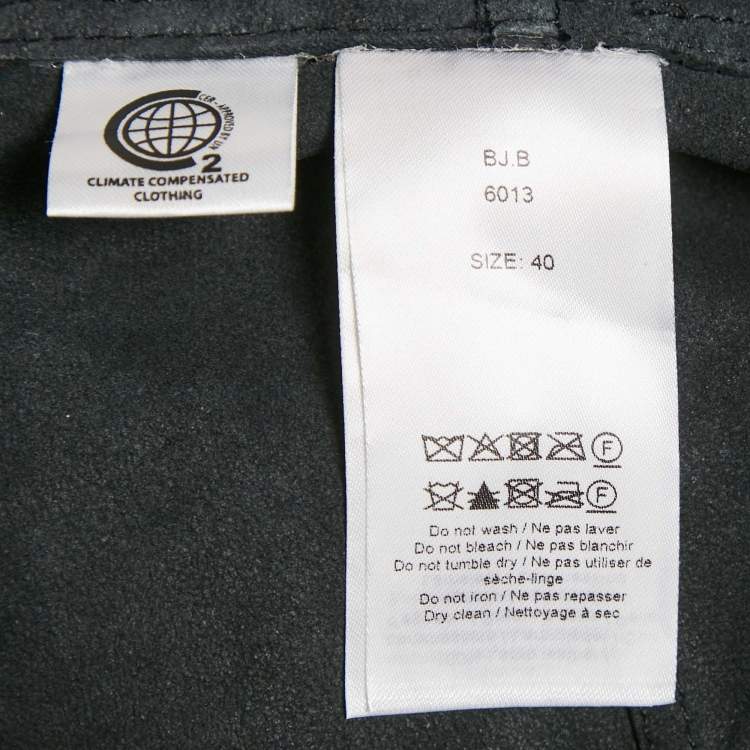 CER - APPROVED BY UN
2
CLIMATE COMPENSATED
CLOTHING
BJ.B
6013
SIZE: 40
F
F
Do not wash / Ne pas laver
Do not bleach / Ne pas blanchir
Do not tumble dry / Ne pas utiliser de
sèche-linge
Do not iron / Ne pas repasser
Dry clean / Nettoyage à sec